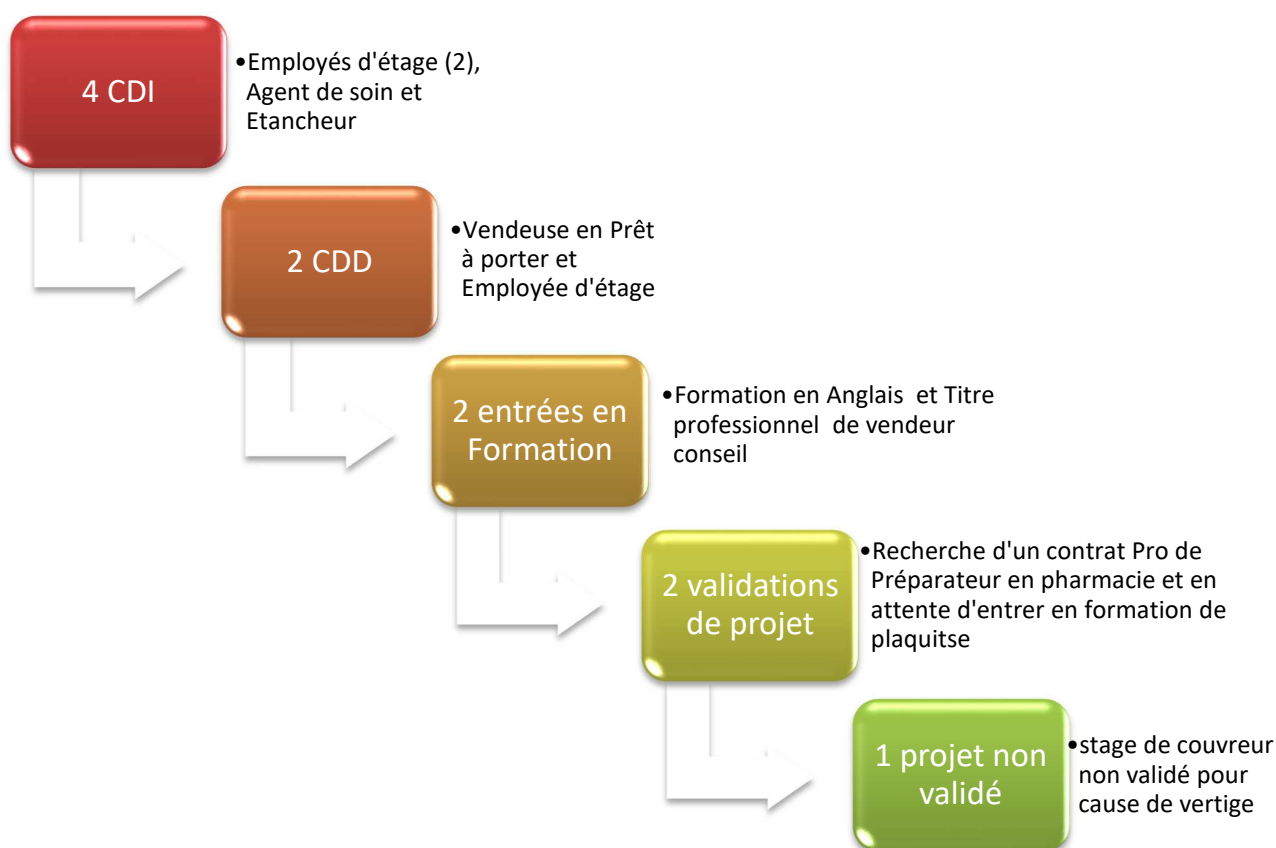 4 CDI
•Employés d'étage (2),
Agent de soin et
Etancheur
2 CDD
•Vendeuse en Prêt
à porter et
Employée d'étage
2 entrées en
Formation
•Formation en Anglais et Titre
professionnel de vendeur
conseil
2 validations
de projet
•Recherche d'un contrat Pro de
Préparateur en pharmacie et en
attente d'entrer en formation de
plaquitse
1 projet non
validé
•stage de couvreur
non validé pour
cause de vertige